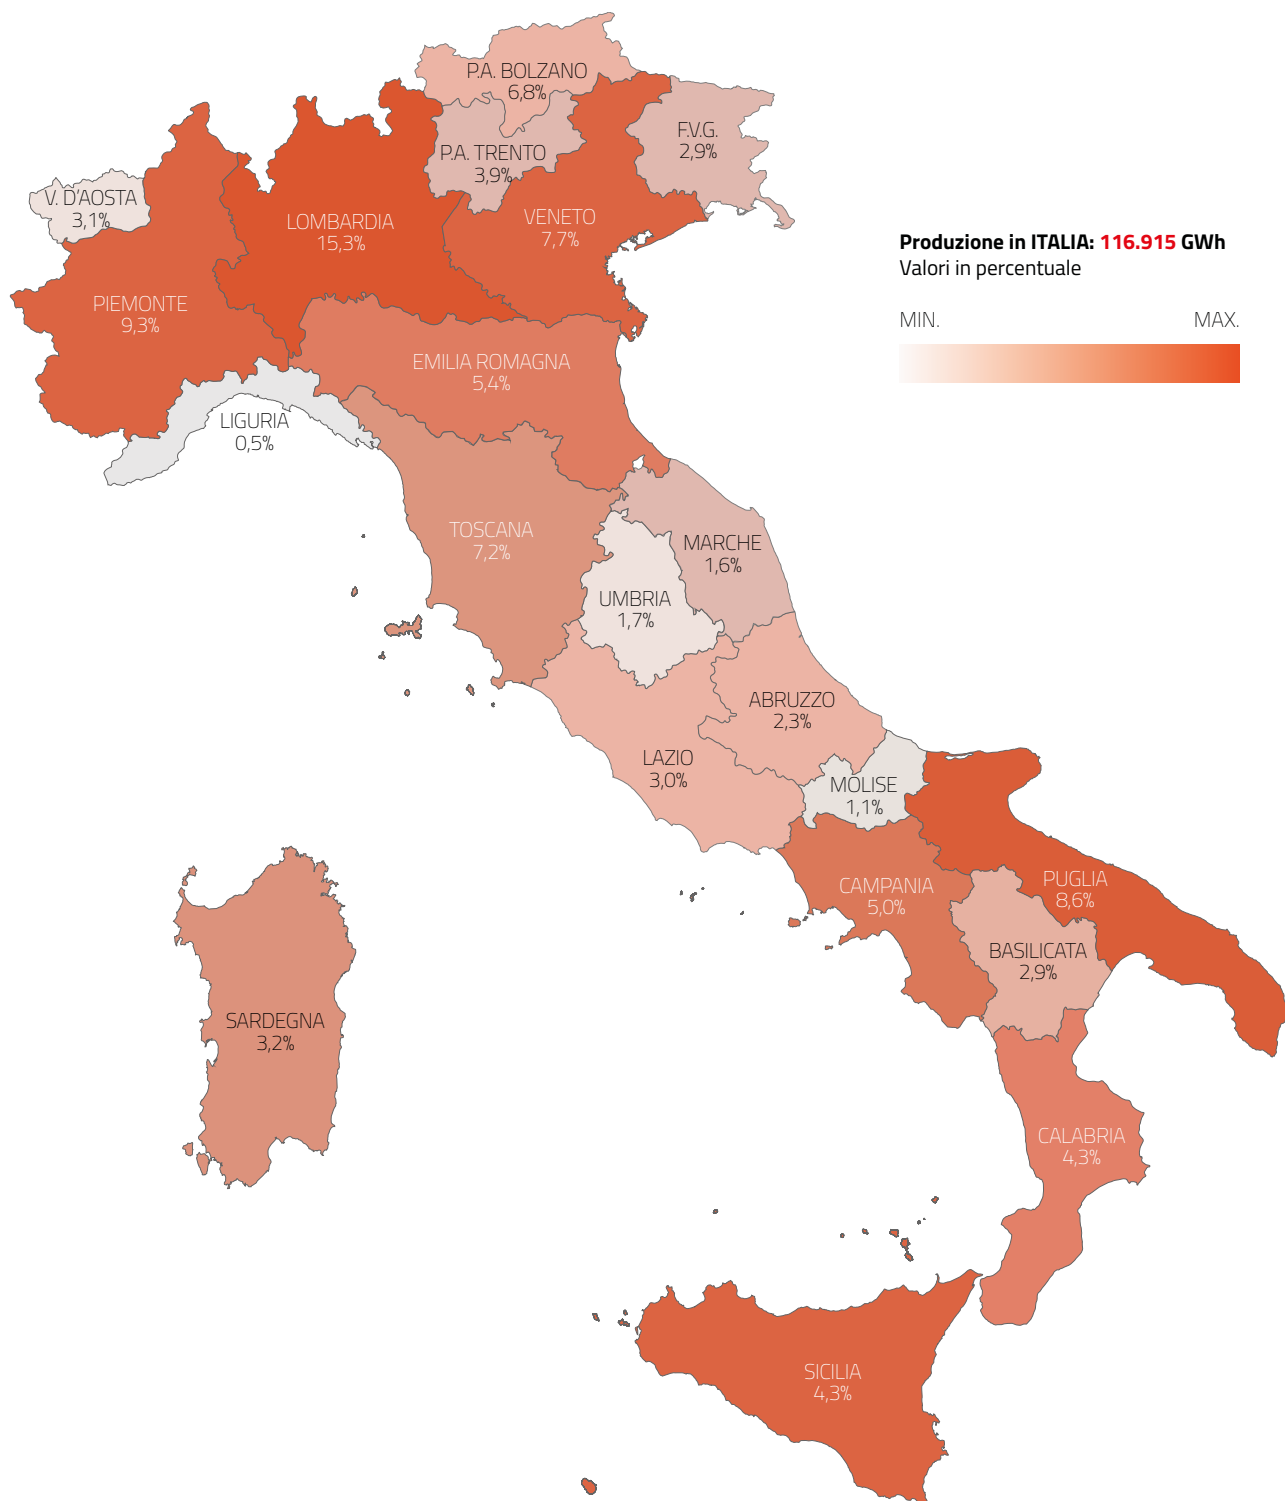 P.A. BOLZANO
6,8%
F.V.G.
2,9%
P.A. TRENTO
3,9%
V. D'AOSTA
3,1%
LOMBARDIA
15,3%
VENETO
7,7%
Produzione in ITALIA: 116.915 GWh
Valori in percentuale
MIN.
MAX.
PIEMONTE
9,3%
EMILIA ROMAGNA
5,4%
LIGURIA
0,5%
TOSCANA
7,2%
MARCHE
1,6%
UMBRIA
1,7%
ABRUZZO
2,3%
LAZIO
3,0%
MOLISE
1,1%
CAMPANIA
5,0%
PUGLIA
8,6%
BASILICATA
2,9%
SARDEGNA
3,2%
CALABRIA
4,3%
SICILIA
4,3%